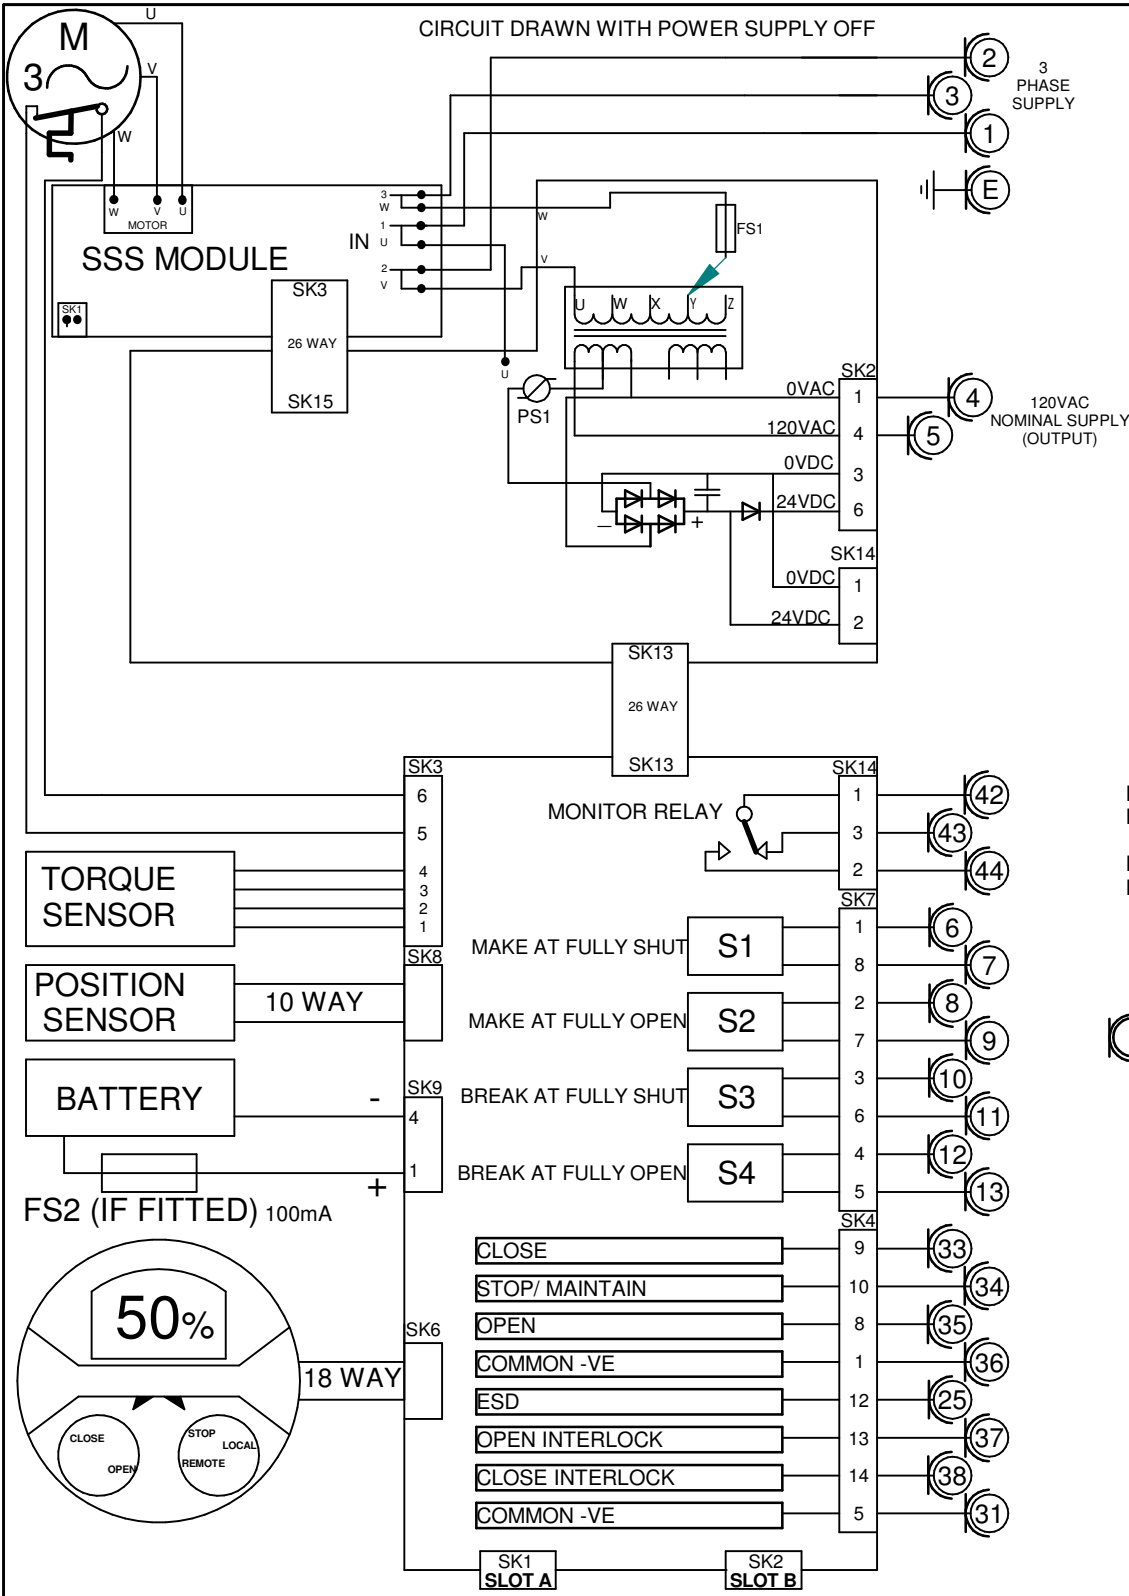 CIRCUIT DRAWN WITH POWER SUPPLY OFF
M
3
U
V
W
2
3
1
E
3
PHASE
SUPPLY
W
V
U
MOTOR
SSS MODULE
IN
3
W
1
U
2
V
SK1
SK3
26 WAY
SK15
W
V
U
FS1
U
W
X
Y
Z
PS1
SK2
0VAC
1
4
120VAC
4
5
0VDC
3
24VDC
6
120VAC
NOMINAL SUPPLY
(OUTPUT)
–
+
SK14
0VDC
1
24VDC
2
SK13
26 WAY
SK13
SK3
6
5
4
3
2
1
TORQUE
SENSOR
SK8
POSITION
SENSOR
10 WAY
BATTERY
-
SK9
4
1
+
FS2 (IF FITTED) 100mA
50%
CLOSE
OPEN
STOP
LOCAL
REMOTE
18 WAY
SK6
MONITOR RELAY
SK14
1
42
3
43
2
44
SK7
MAKE AT FULLY SHUT
S1
1
6
8
7
MAKE AT FULLY OPEN
S2
2
8
7
9
BREAK AT FULLY SHUT
S3
3
10
6
11
BREAK AT FULLY OPEN
S4
4
12
5
13
SK4
CLOSE
9
33
STOP/ MAINTAIN
10
34
OPEN
8
35
COMMON -VE
1
36
ESD
12
25
OPEN INTERLOCK
13
37
CLOSE INTERLOCK
14
38
COMMON -VE
5
31
SK1
SLOT A
SK2
SLOT B